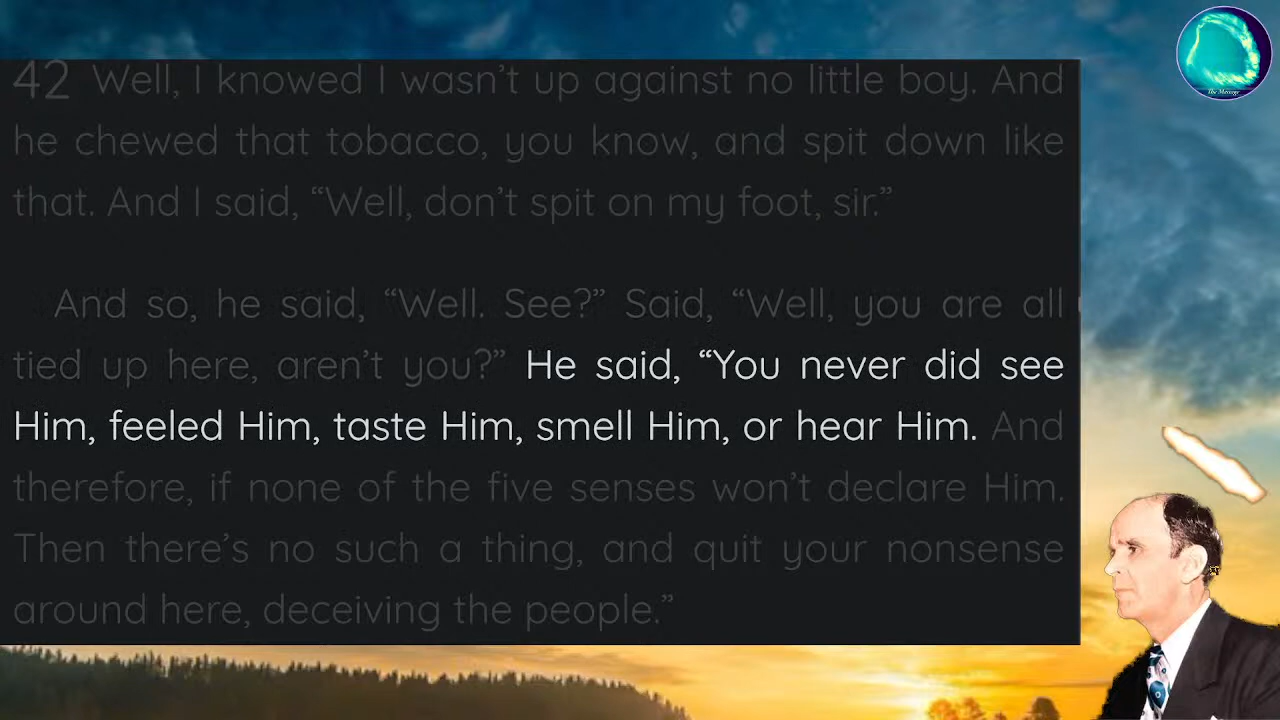 42 Well, I knowed I wasn’t up against no little boy. And
he chewed that tobacco, you know, and spit down like
that. And I said, “Well, don’t spit on my foot, sir.”
And so, he said, “Well. See?” Said, “Well, you are all
tied up here, aren’t you?” He said, “You never did see
Him, feeled Him, taste Him, smell Him, or hear Him. And
therefore, if none of the five senses won’t declare Him.
Then there’s no such a thing, and quit your nonsense
around here, deceiving the people.”
The Message